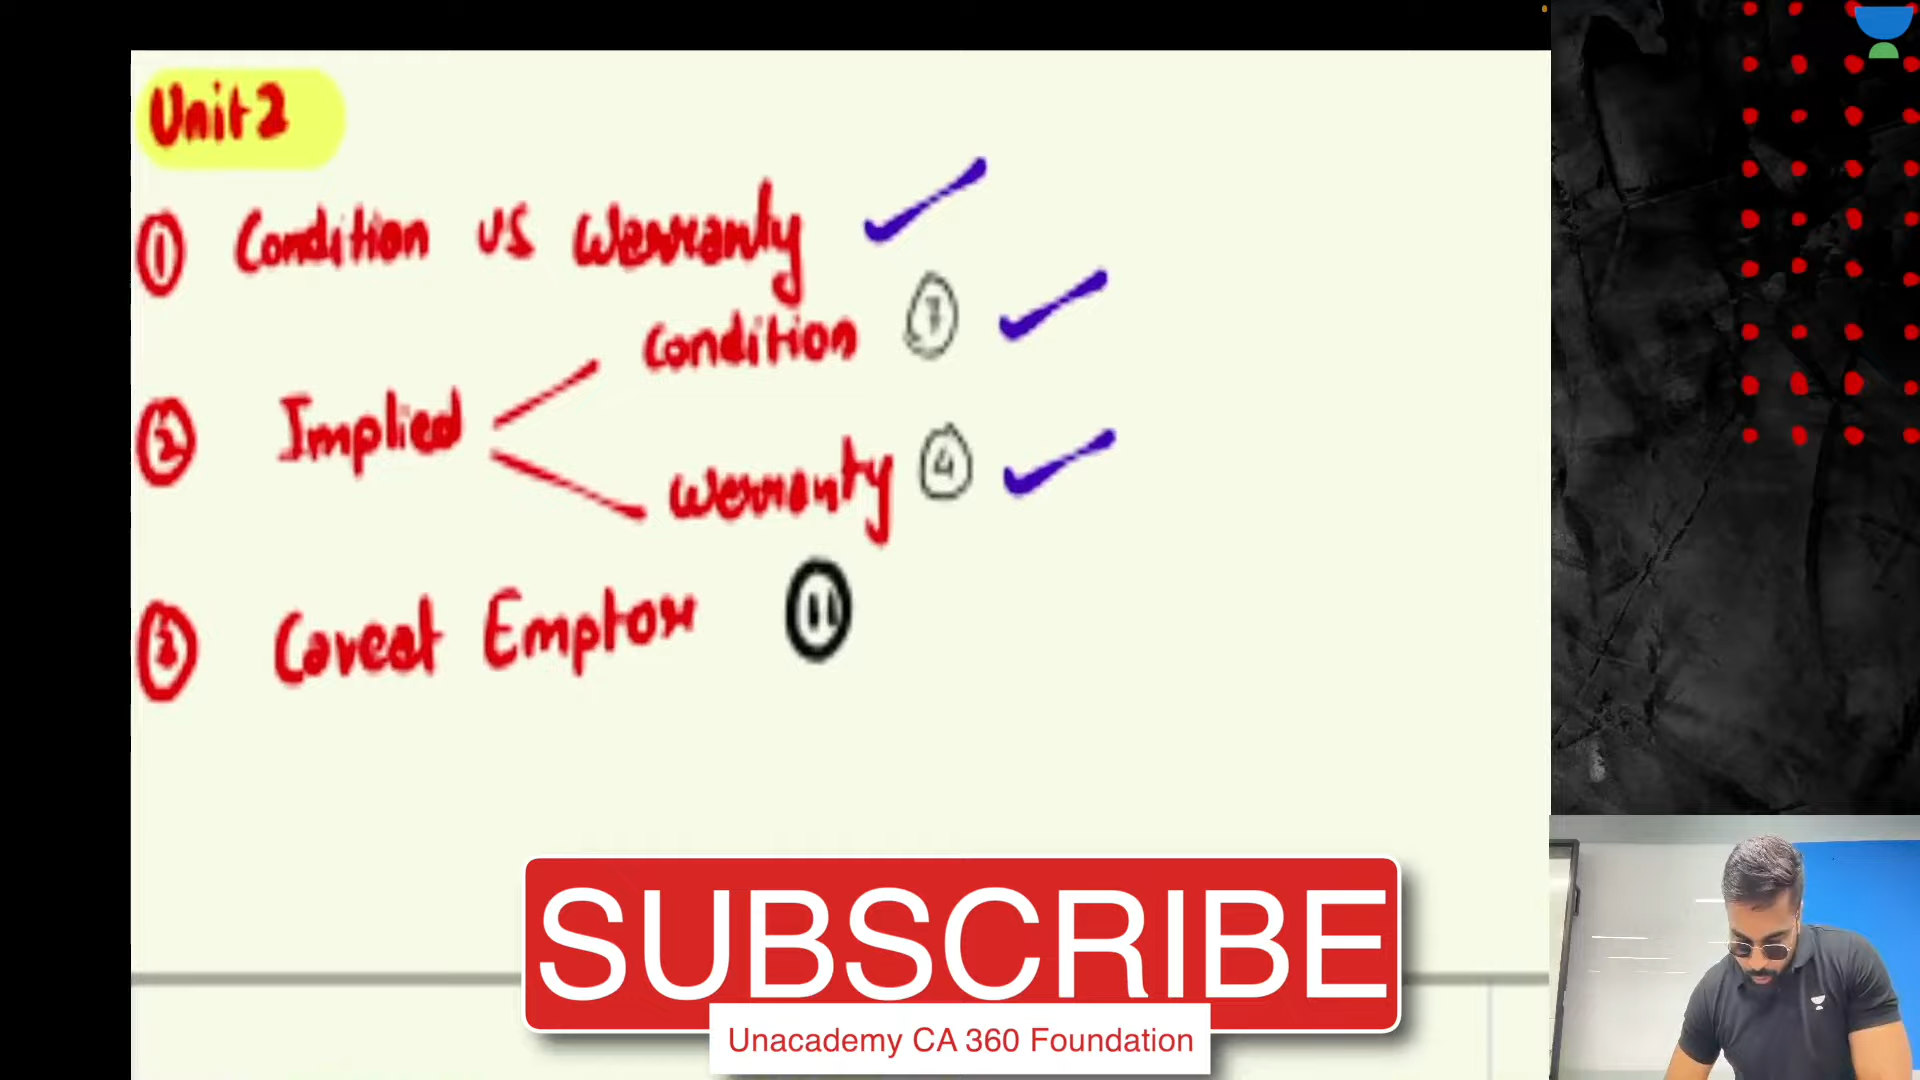 Unit 2
① Condition vs Warranty
condition ⑦
② Implied
Warranty ④
③ Caveat Emptor ⑪
SUBSCRIBE
Unacademy CA 360 Foundation